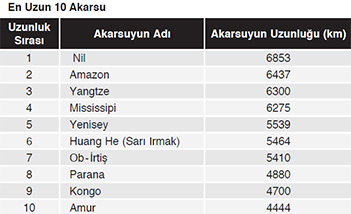 En Uzun 10 Akarsu
Uzunluk Sırası Akarsuyun Adı Akarsuyun Uzunluğu (km)
1 Nil 6853
2 Amazon 6437
3 Yangtze 6300
4 Mississipi 6275
5 Yenisey 5539
6 Huang He (Sarı Irmak) 5464
7 Ob-İrtiş 5410
8 Parana 4880
9 Kongo 4700
10 Amur 4444